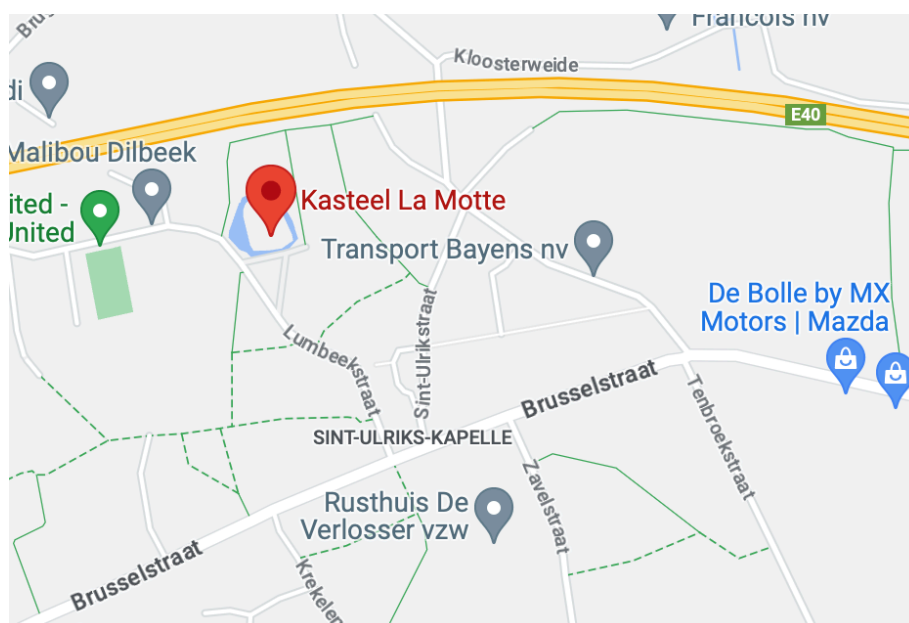 Francois nv
Kloosterweide
E40
Malibou Dilbeek
Kasteel La Motte
United
Transport Bayens nv
De Bolle by MX
Motors | Mazda
Lumbeekstraat
Sint-Ulrikstraat
Brusselstraat
Tenbroekstraat
SINT-ULRIKS-KAPELLE
Zavelstraat
Rusthuis De
Verlosser vzw
Brusselstraat
Krekelen